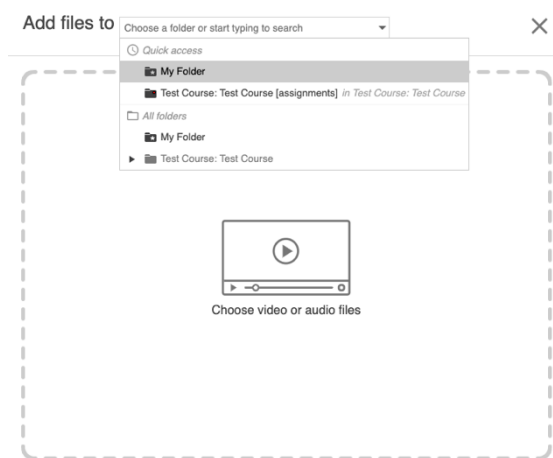 Add files to Choose a folder or start typing to search
Quick access
My Folder
Test Course: Test Course [assignments] in Test Course: Test Course
All folders
My Folder
Test Course: Test Course
Choose video or audio files